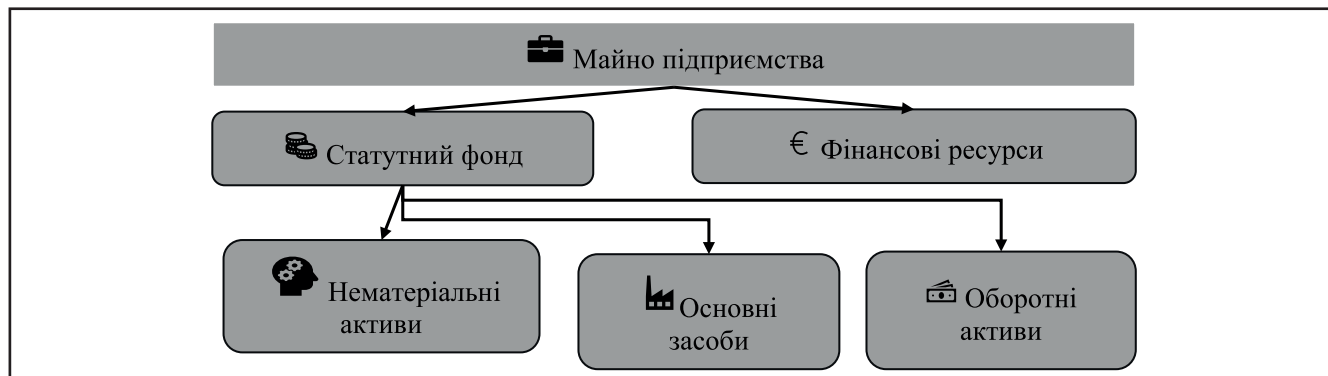 Майно підприємства
Статутний фонд
€ Фінансові ресурси
Нематеріальні
активи
Основні
засоби
Оборотні
активи